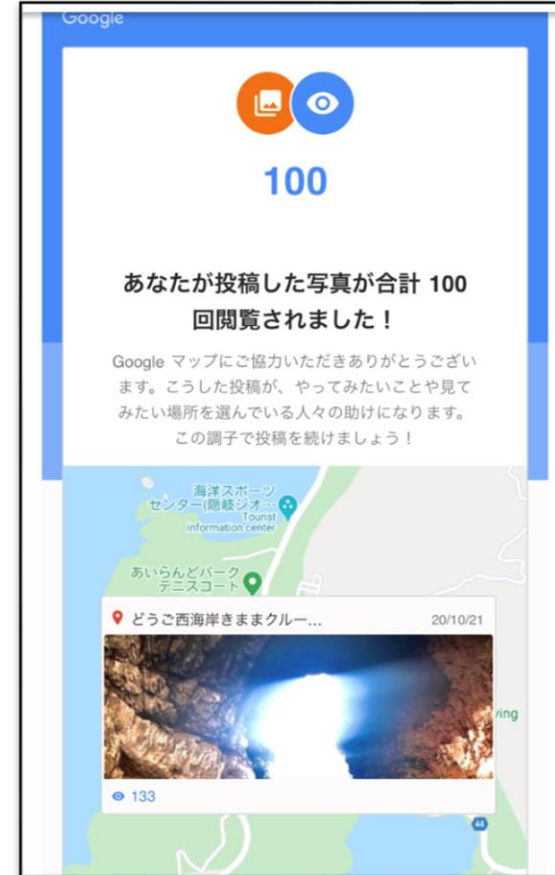 Google
100
あなたが投稿した写真が合計 100
回閲覧されました！
Google マップにご協力いただきありがとうござい
ます。こうした投稿が、やってみたいことや見て
みたい場所を選んでいる人々の助けになります。
この調子で投稿を続けましょう！
海洋スポーツ
センター(隠岐ジオ…
Tourist
information center
あいらんどパーク
テニスコート
どうご西海岸きままクルー…
20/10/21
ving
133
44